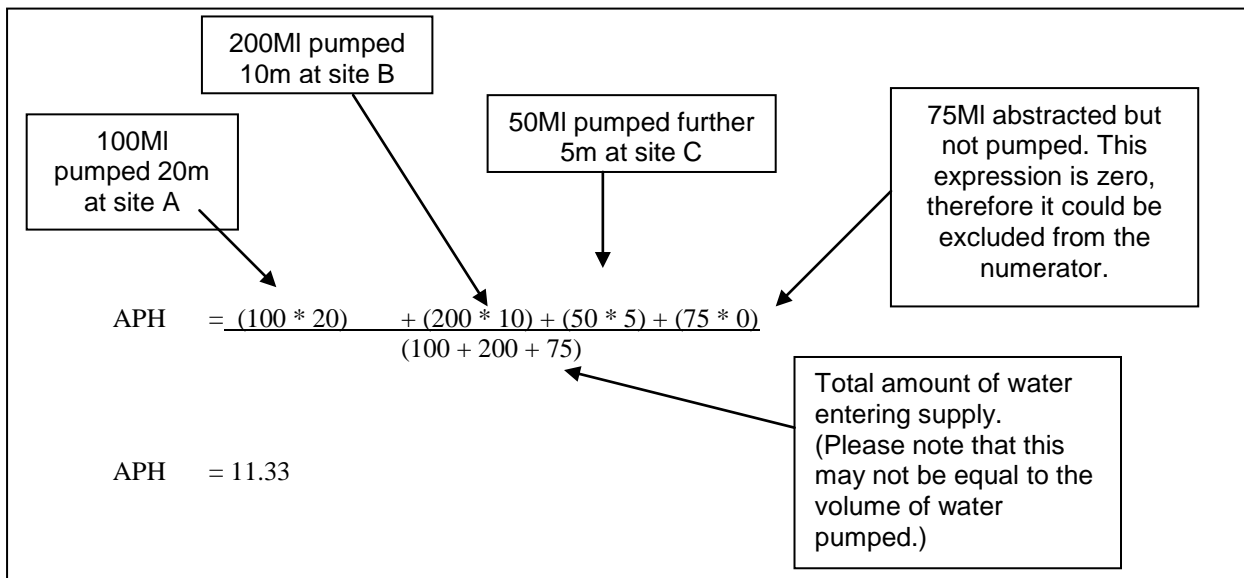 200Ml pumped
10m at site B
100Ml
pumped 20m
at site A
50Ml pumped further
5m at site C
75Ml abstracted but
not pumped. This
expression is zero,
therefore it could be
excluded from the
numerator.
APH = (100 * 20) + (200 * 10) + (50 * 5) + (75 * 0)
(100 + 200 + 75)
Total amount of water
entering supply.
(Please note that this
may not be equal to the
volume of water
pumped.)
APH = 11.33